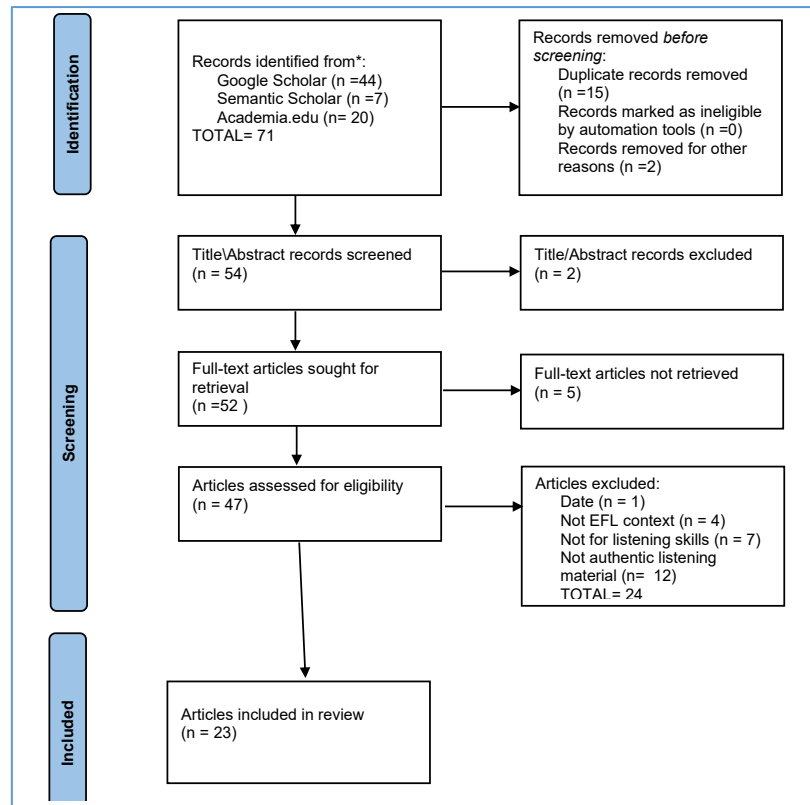 Identification
Records identified from*:
Google Scholar (n =44)
Semantic Scholar (n =7)
Academia.edu (n= 20)
TOTAL= 71
Records removed before
screening:
Duplicate records removed
(n =15)
Records marked as ineligible
by automation tools (n =0)
Records removed for other
reasons (n =2)
Screening
Title\Abstract records screened
(n = 54)
Title/Abstract records excluded
(n = 2)
Full-text articles sought for
retrieval
(n =52 )
Full-text articles not retrieved
(n = 5)
Articles assessed for eligibility
(n = 47)
Articles excluded:
Date (n = 1)
Not EFL context (n = 4)
Not for listening skills (n = 7)
Not authentic listening
material (n=  12)
TOTAL= 24
Included
Articles included in review
(n = 23)